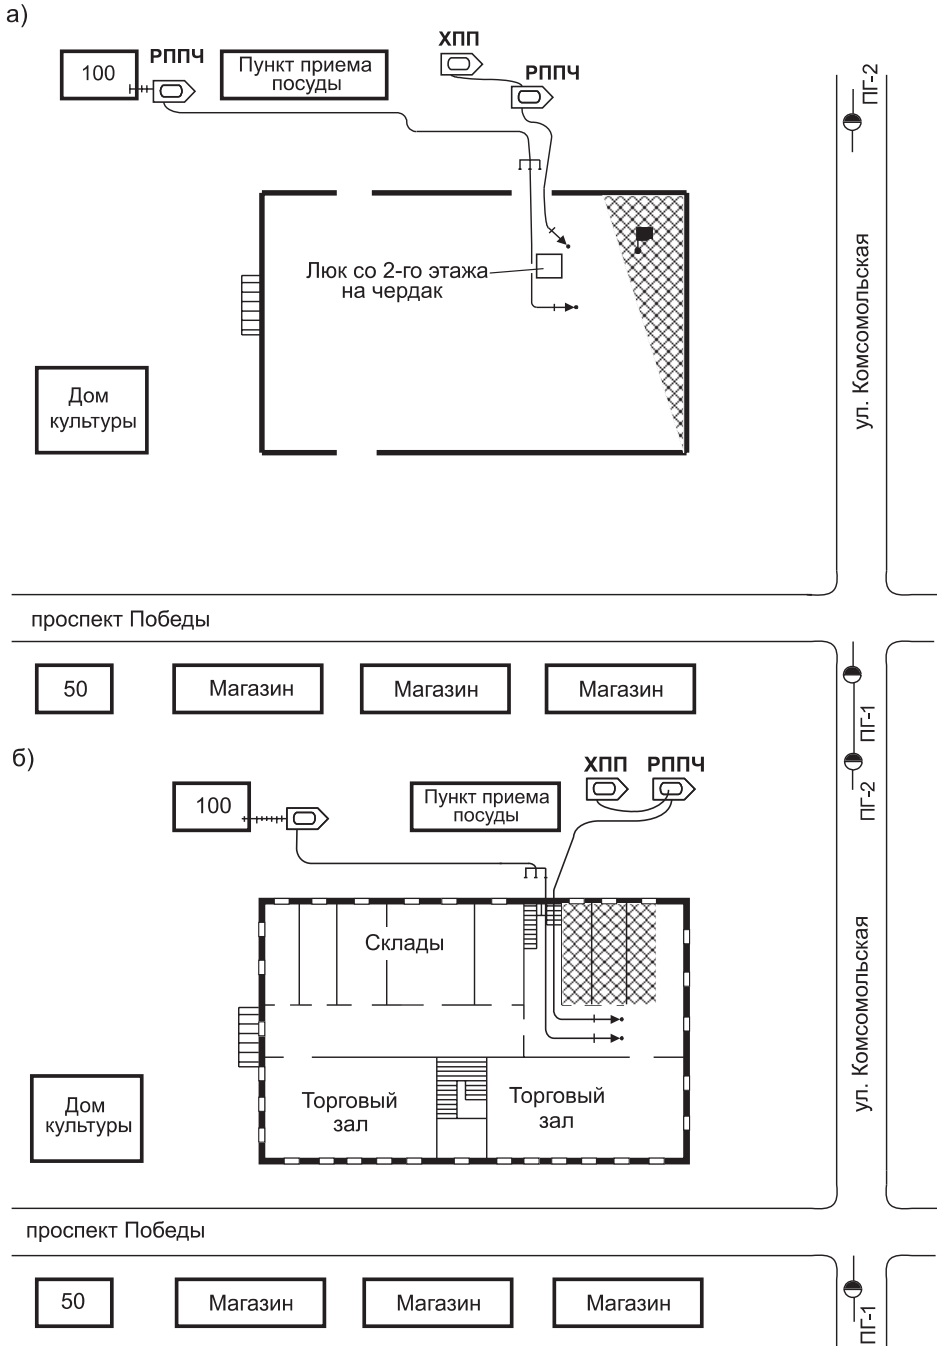 а)
ХПП
РППЧ
100
Пункт приема
посуды
РППЧ
ПГ-2
Люк со 2-го этажа
на чердак
ул. Комсомольская
Дом
культуры
проспект Победы
50
Магазин
Магазин
Магазин
ПГ-1
б)
ХПП
РППЧ
100
Пункт приема
посуды
ПГ-2
Склады
ул. Комсомольская
Торговый
зал
Торговый
зал
Дом
культуры
проспект Победы
50
Магазин
Магазин
Магазин
ПГ-1